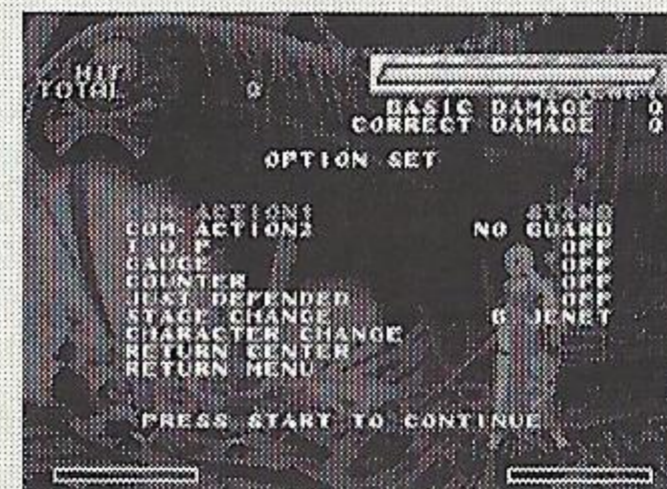 HIT
TOTAL 0
BASIC DAMAGE 0
CORRECT DAMAGE 0
OPTION SET
COM-ACTION1 STAND
COM-ACTION2 NO GUARD
T.O.P OFF
GAUGE OFF
COUNTER OFF
JUST DEFENDED OFF
STAGE CHANGE B JENET
CHARACTER CHANGE
RETURN CENTER
RETURN MENU
PRESS START TO CONTINUE